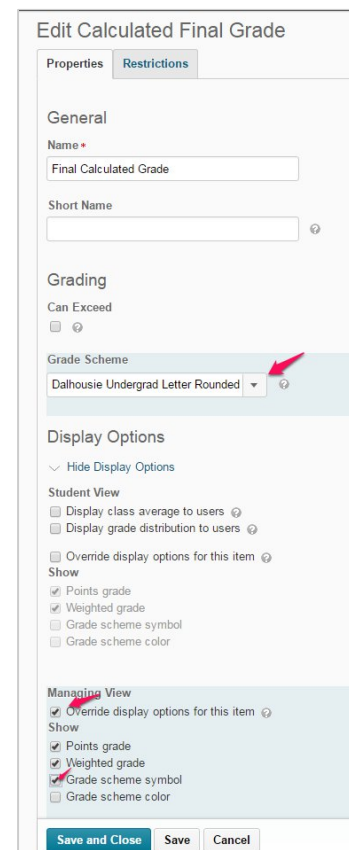 Edit Calculated Final Grade
Properties Restrictions
General
Name *
Final Calculated Grade
Short Name
Grading
Can Exceed
Grade Scheme
Dalhousie Undergrad Letter Rounded
Display Options
Hide Display Options
Student View
Display class average to users
Display grade distribution to users
Override display options for this item
Show
Points grade
Weighted grade
Grade scheme symbol
Grade scheme color
Managing View
Override display options for this item
Show
Points grade
Weighted grade
Grade scheme symbol
Grade scheme color
Save and Close Save Cancel